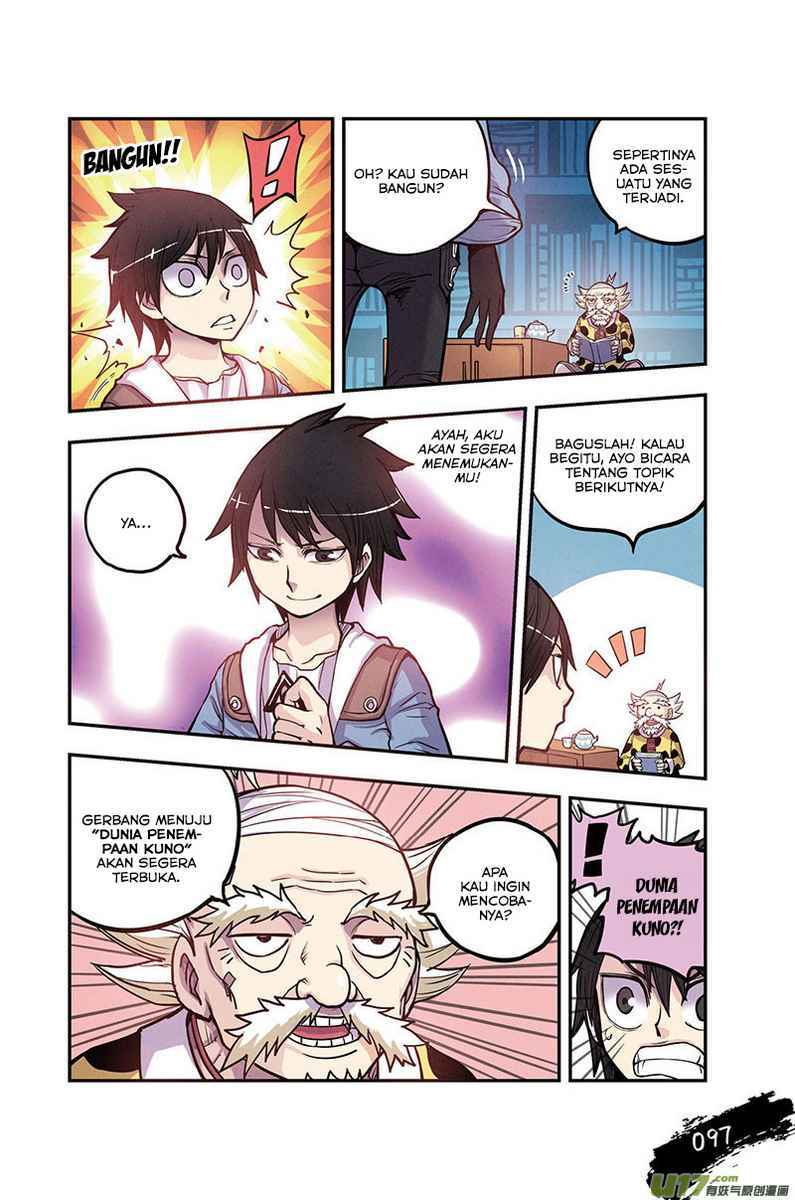 BANGUN!!
!
OH? KAU SUDAH
BANGUN?
SEPERTINYA
ADA SES-
UATU YANG
TERJADI.
YA...
AYAH, AKU
AKAN SEGERA
MENEMUKAN-
MU!
BAGUSLAH! KALAU
BEGITU, AYO BICARA
TENTANG TOPIK
BERIKUTNYA!
GERBANG MENUJU
"DUNIA PENEM-
PAAN KUNO"
AKAN SEGERA
TERBUKA.
APA
KAU INGIN
MENCOBA-
NYA?
!
DUNIA
PENEMPAAN
KUNO?!
097
U17.com
有妖气原创漫画